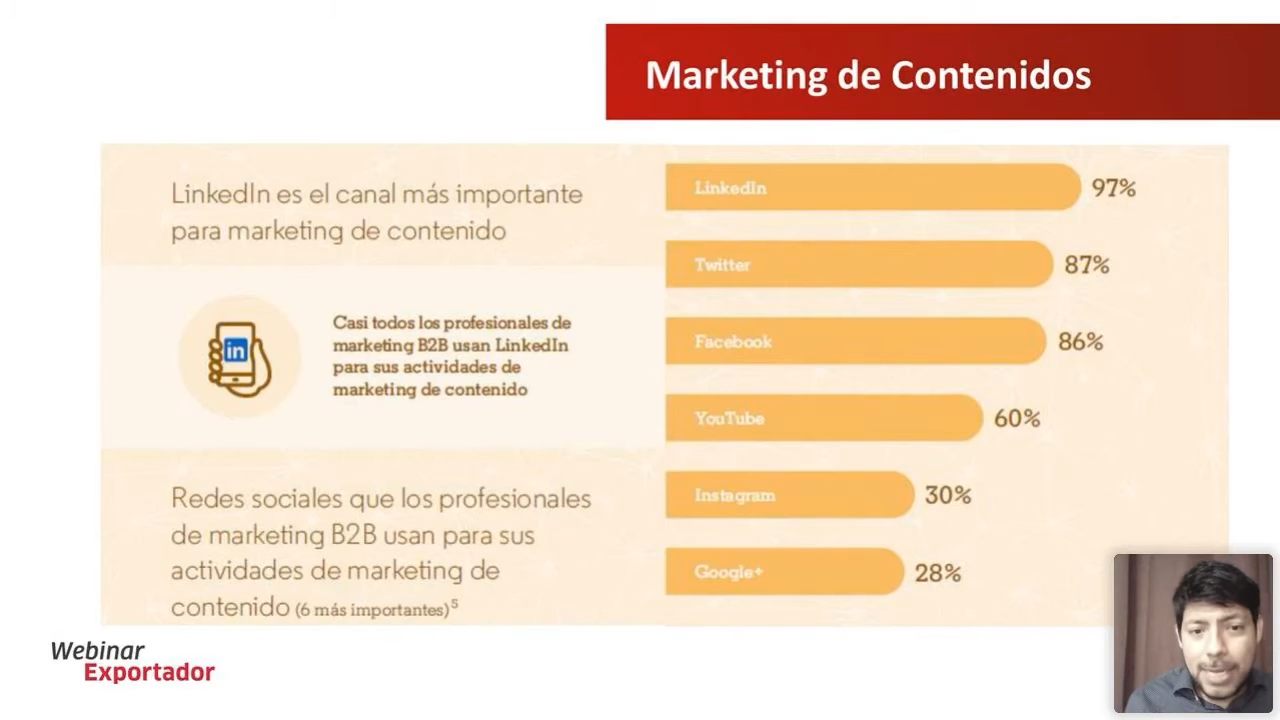 Marketing de Contenidos
LinkedIn es el canal más importante
para marketing de contenido
in
Casi todos los profesionales de
marketing B2B usan LinkedIn
para sus actividades de
marketing de contenido
Redes sociales que los profesionales
de marketing B2B usan para sus
actividades de marketing de
contenido (6 más importantes)⁵
LinkedIn 97%
Twitter 87%
Facebook 86%
YouTube 60%
Instagram 30%
Google+ 28%
Webinar
Exportador